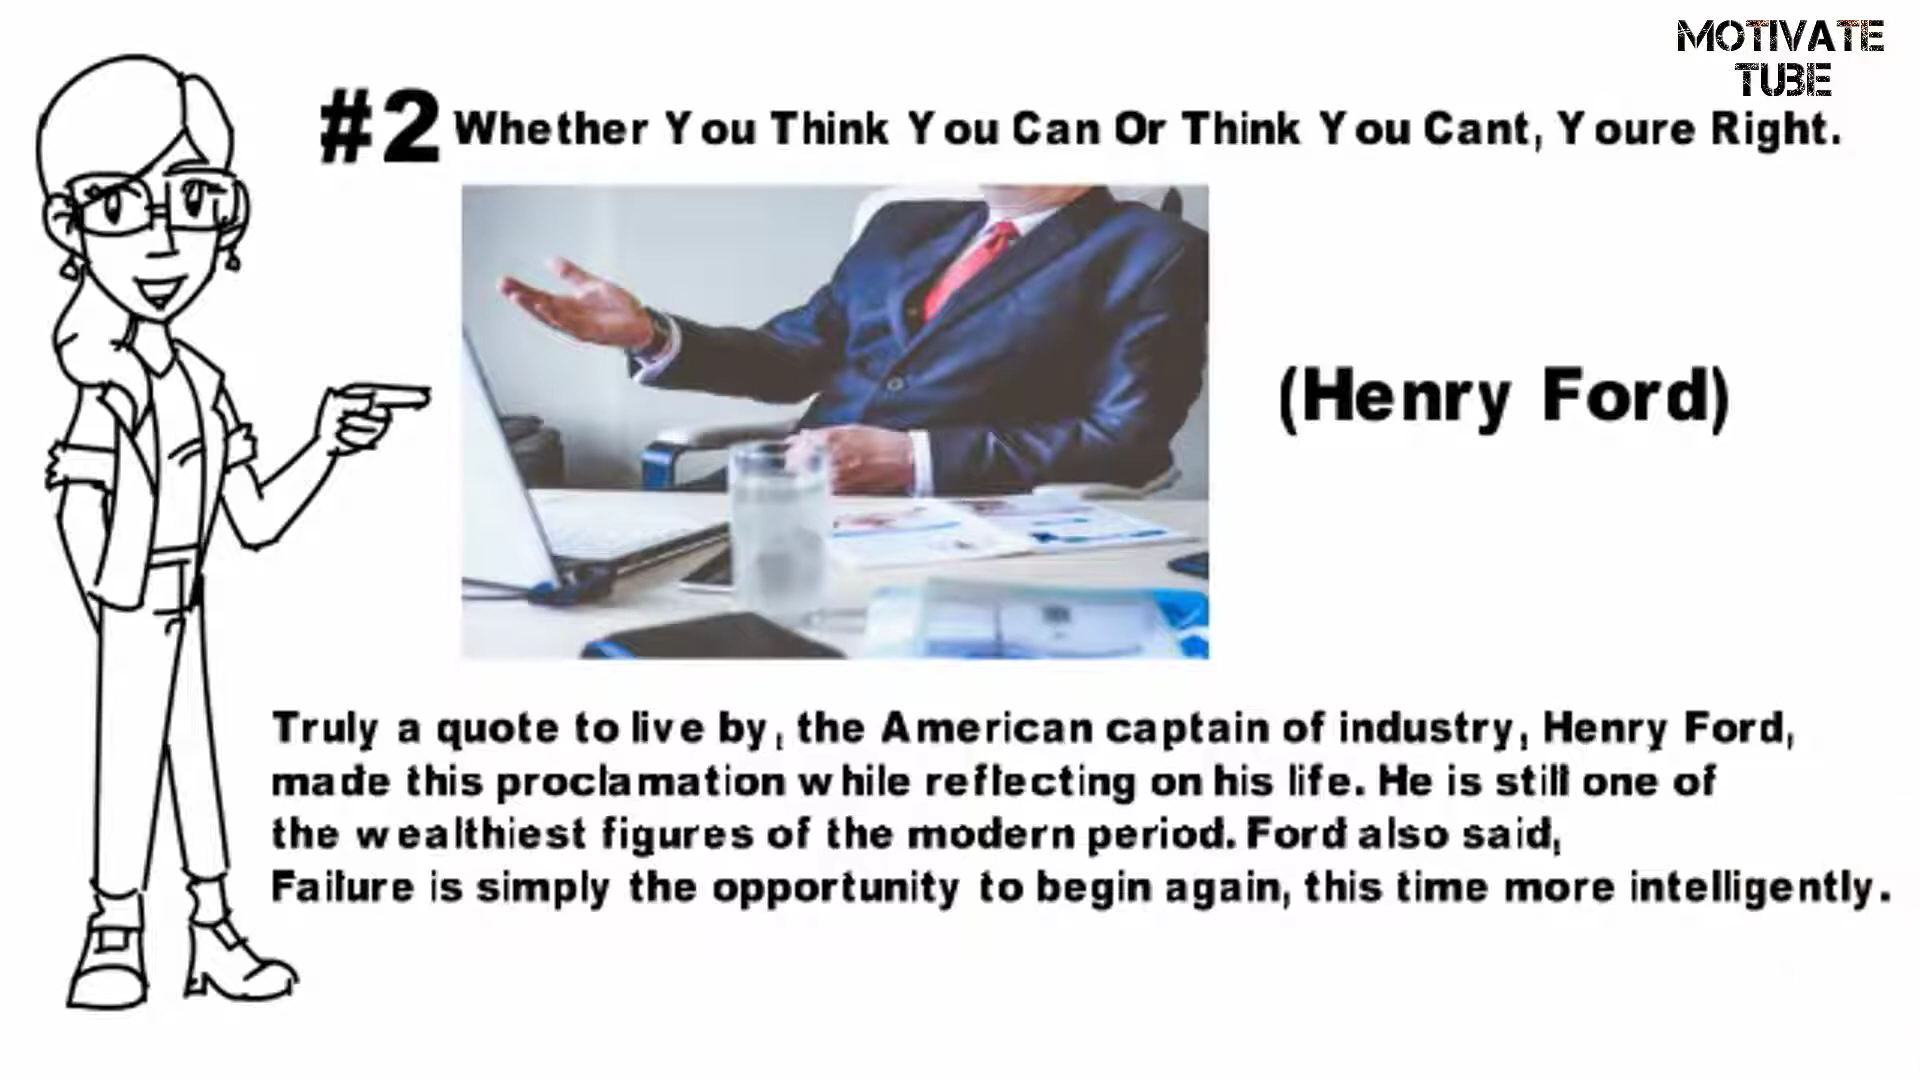 MOTIVATE
TUBE
#2 Whether You Think You Can Or Think You Cant, Youre Right.
(Henry Ford)
Truly a quote to live by, the American captain of industry, Henry Ford,
made this proclamation while reflecting on his life. He is still one of
the wealthiest figures of the modern period. Ford also said,
Failure is simply the opportunity to begin again, this time more intelligently.